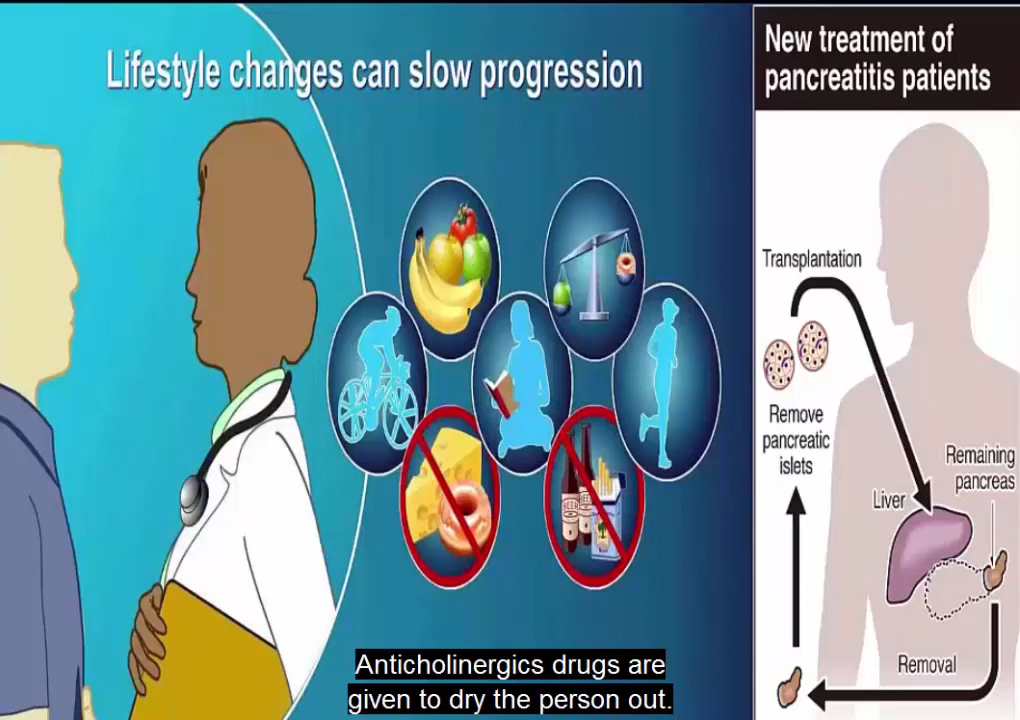 Lifestyle changes can slow progression
New treatment of
pancreatitis patients
Transplantation
Remove
pancreatic
islets
Remaining
pancreas
Liver
Removal
Anticholinergics drugs are
given to dry the person out.